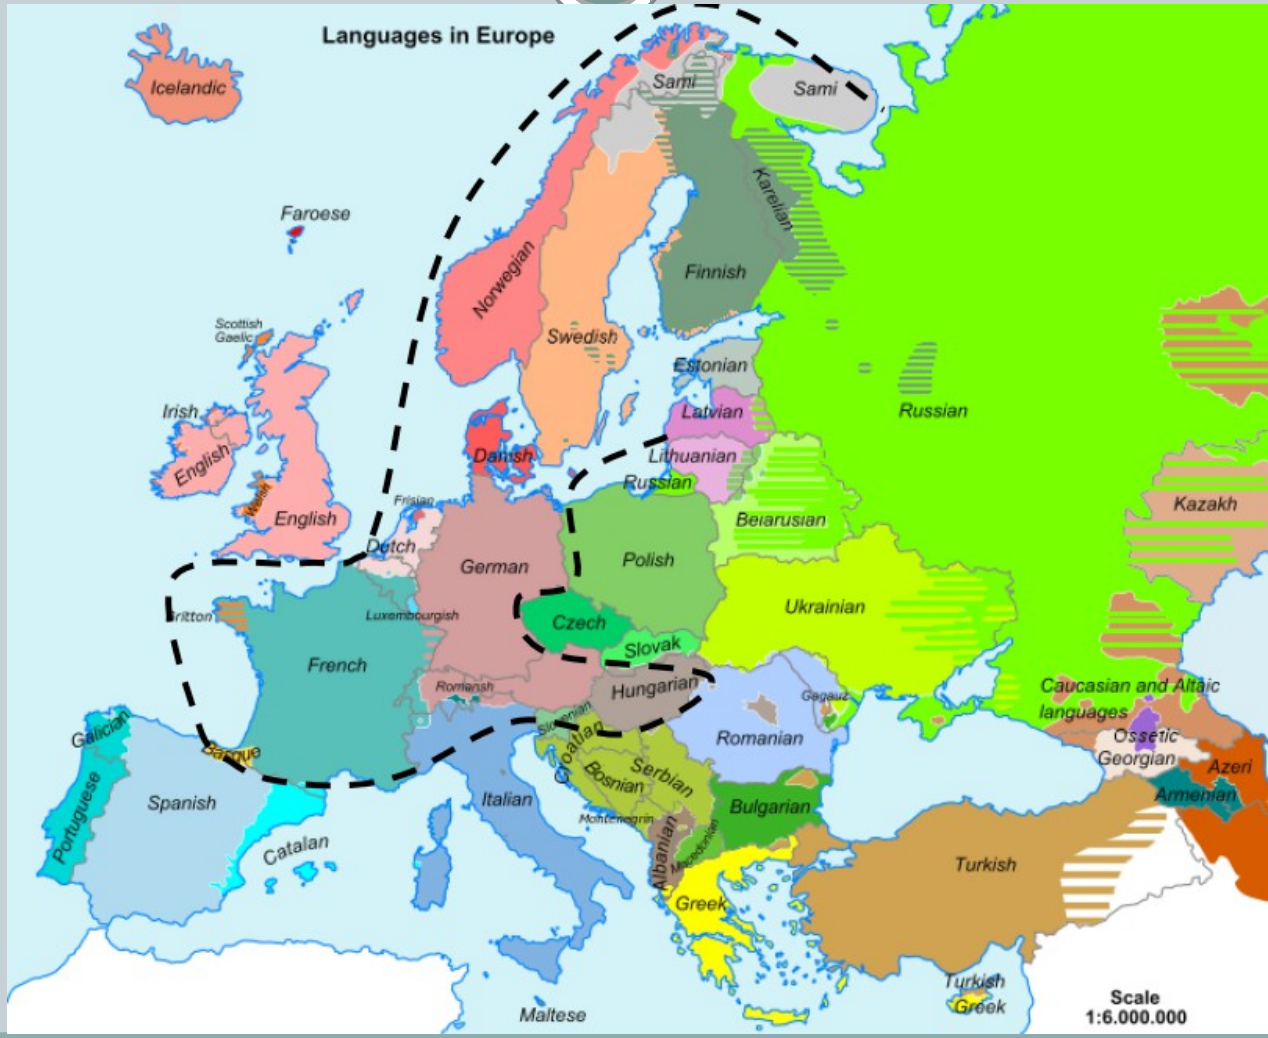 Languages in Europe
Icelandic
Sami
Sami
Faroese
Karelian
Norwegian
Finnish
Scottish
Gaelic
Swedish
Estonian
Irish
Latvian
Russian
English
Danish
Lithuanian
Russian
Welsh
English
Frisian
Kazakh
Dutch
Belarusian
German
Polish
Britton
Luxembourgish
Czech
Ukrainian
French
Slovak
Romansh
Hungarian
Gagauz
Caucasian and Altaic
languages
Galician
Slovenian
Croatian
Basque
Romanian
Ossetic
Georgian
Azeri
Portuguese
Spanish
Italian
Bosnian
Serbian
Bulgarian
Armenian
Montenegrin
Macedonian
Albanian
Catalan
Turkish
Greek
Turkish
Greek
Maltese
Scale
1:6.000.000